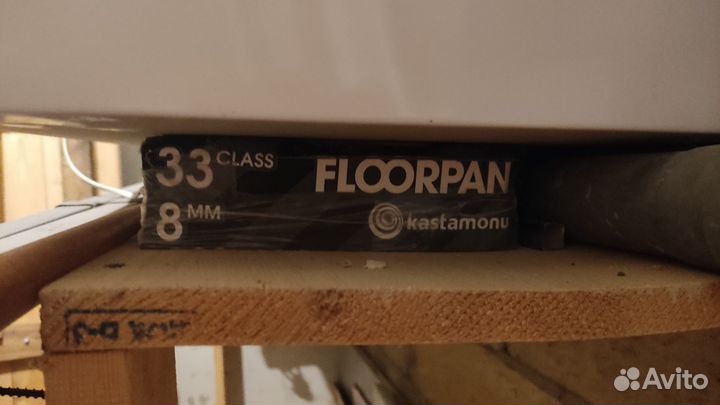 33 CLASS FLOORPAN
8 MM kastamonu
Avito